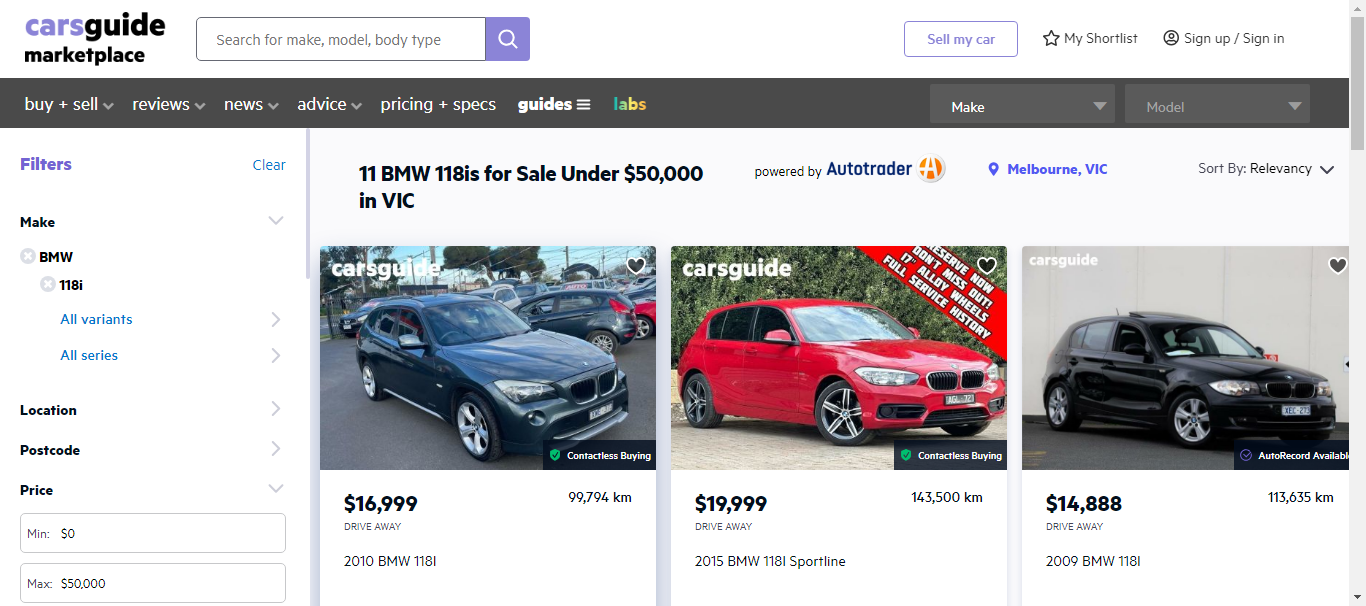 carsguide
marketplace
Search for make, model, body type
Sell my car
My Shortlist
Sign up / Sign in
buy + sell
reviews
news
advice
pricing + specs
guides
labs
Make
Model
Filters
Clear
Make
BMW
118i
All variants
All series
Location
Postcode
Price
Min: $0
Max: $50,000
11 BMW 118is for Sale Under $50,000
in VIC
powered by Autotrader
Melbourne, VIC
Sort By: Relevancy
carsguide
Contactless Buying
$16,999
99,794 km
DRIVE AWAY
2010 BMW 118I
carsguide
RESERVE NOW
DON'T MISS OUT!
17" ALLOY WHEELS
FULL SERVICE HISTORY
Contactless Buying
$19,999
143,500 km
DRIVE AWAY
2015 BMW 118I Sportline
carsguide
XEC-275
AutoRecord Available
$14,888
113,635 km
DRIVE AWAY
2009 BMW 118I